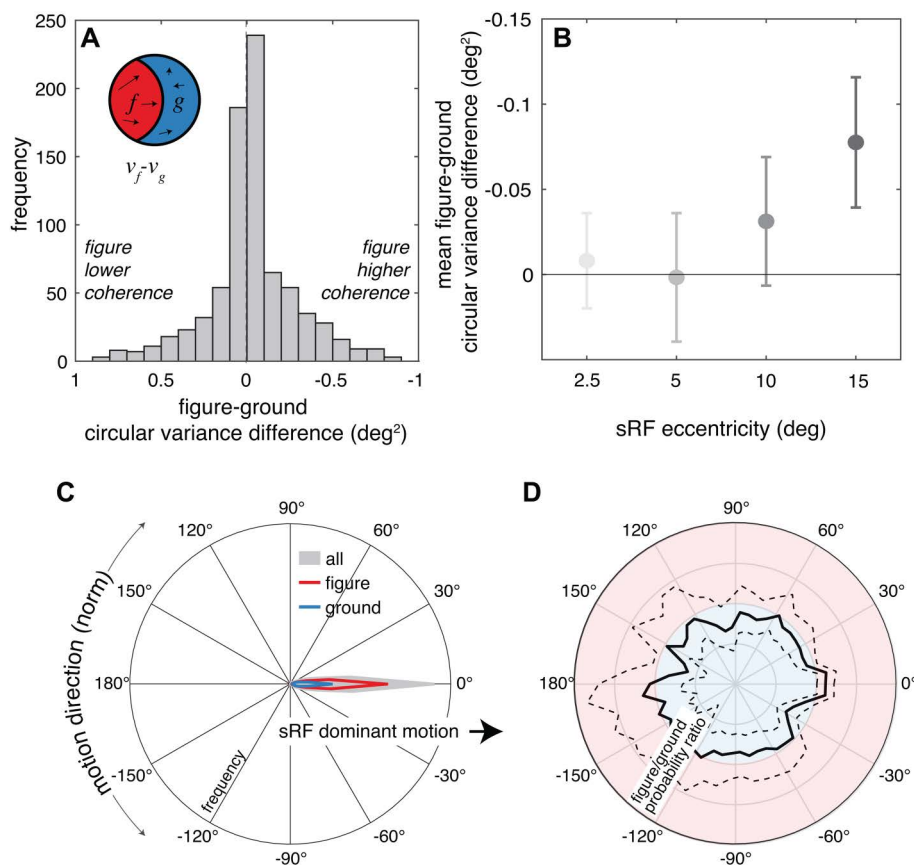 A
250
200
150
100
50
0
frequency
f
g
v_f-v_g
figure
lower
coherence
figure
higher
coherence
1
0.5
0
-0.5
-1
figure-ground
circular variance difference (deg²)
B
-0.15
-0.1
-0.05
0
mean figure-ground
circular variance difference (deg²)
2.5
5
10
15
sRF eccentricity (deg)
C
90°
120°
60°
150°
30°
180°
0°
-150°
-30°
-120°
-60°
-90°
all
figure
ground
motion direction (norm)
sRF dominant motion
frequency
D
90°
120°
60°
150°
30°
180°
0°
-150°
-30°
-120°
-60°
-90°
figure/ground
probability ratio